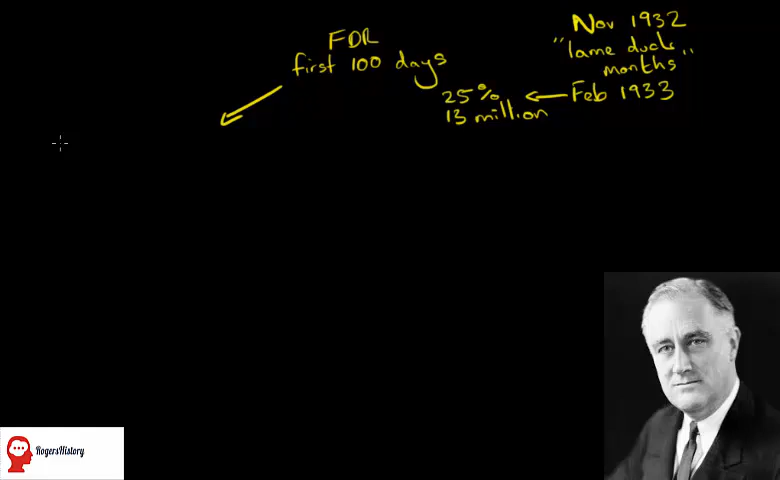 FDR
first 100 days
Nov 1932
"lame duck"
months
25% ← Feb 1933
13 million
RogersHistory